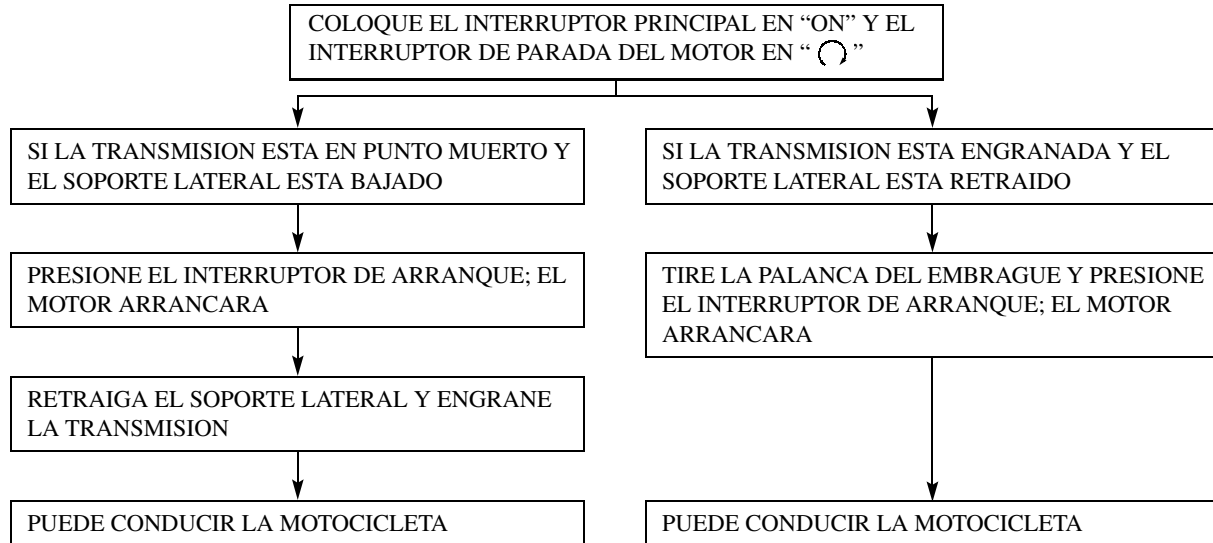 COLOQUE EL INTERRUPTOR PRINCIPAL EN “ON” Y EL
INTERRUPTOR DE PARADA DEL MOTOR EN “ ”
SI LA TRANSMISION ESTA EN PUNTO MUERTO Y
EL SOPORTE LATERAL ESTA BAJADO
PRESIONE EL INTERRUPTOR DE ARRANQUE; EL
MOTOR ARRANCARA
RETRAIGA EL SOPORTE LATERAL Y ENGRANE
LA TRANSMISION
PUEDE CONDUCIR LA MOTOCICLETA
SI LA TRANSMISION ESTA ENGRANADA Y EL
SOPORTE LATERAL ESTA RETRAIDO
TIRE LA PALANCA DEL EMBRAGUE Y PRESIONE
EL INTERRUPTOR DE ARRANQUE; EL MOTOR
ARRANCARA
PUEDE CONDUCIR LA MOTOCICLETA